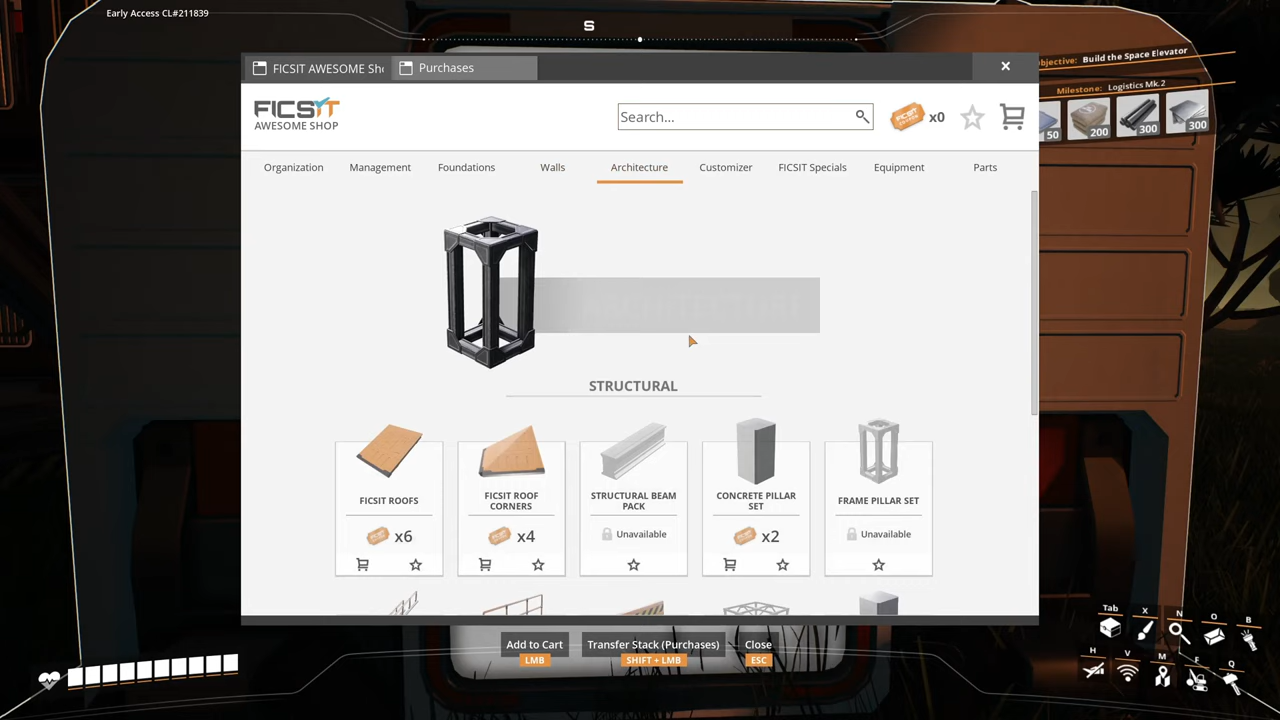 Early Access CL#211839
S
Objective: Build the Space Elevator
Milestone: Logistics Mk.2
50 200 300 300
FICSIT AWESOME Sh
Purchases
FICSIT
AWESOME SHOP
Search...
x0
Organization Management Foundations Walls Architecture Customizer FICSIT Specials Equipment Parts
STRUCTURAL
FICSIT ROOFS
x6
FICSIT ROOF
CORNERS
x4
STRUCTURAL BEAM
PACK
Unavailable
CONCRETE PILLAR
SET
x2
FRAME PILLAR SET
Unavailable
Add to Cart
LMB
Transfer Stack (Purchases)
SHIFT + LMB
Close
ESC
Tab X N O B
H V M F Q